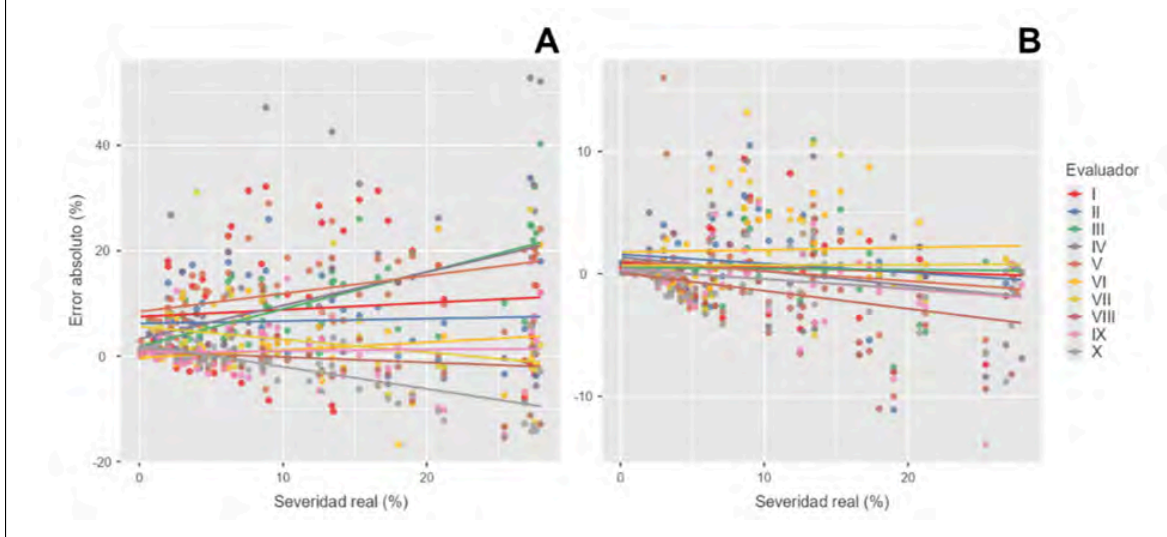 A
B
40
20
0
-20
0
10
20
Error absoluto (%)
Severidad real (%)
10
0
-10
0
10
20
Severidad real (%)
Evaluador
I
II
III
IV
V
VI
VII
VIII
IX
X